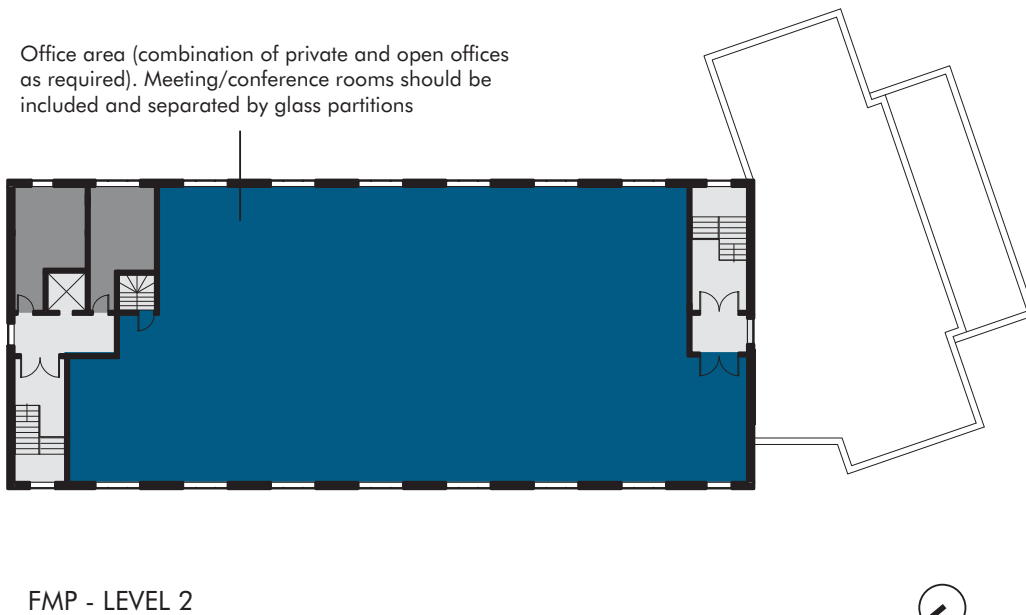 Office area (combination of private and open offices
as required). Meeting/conference rooms should be
included and separated by glass partitions
FMP - LEVEL 2